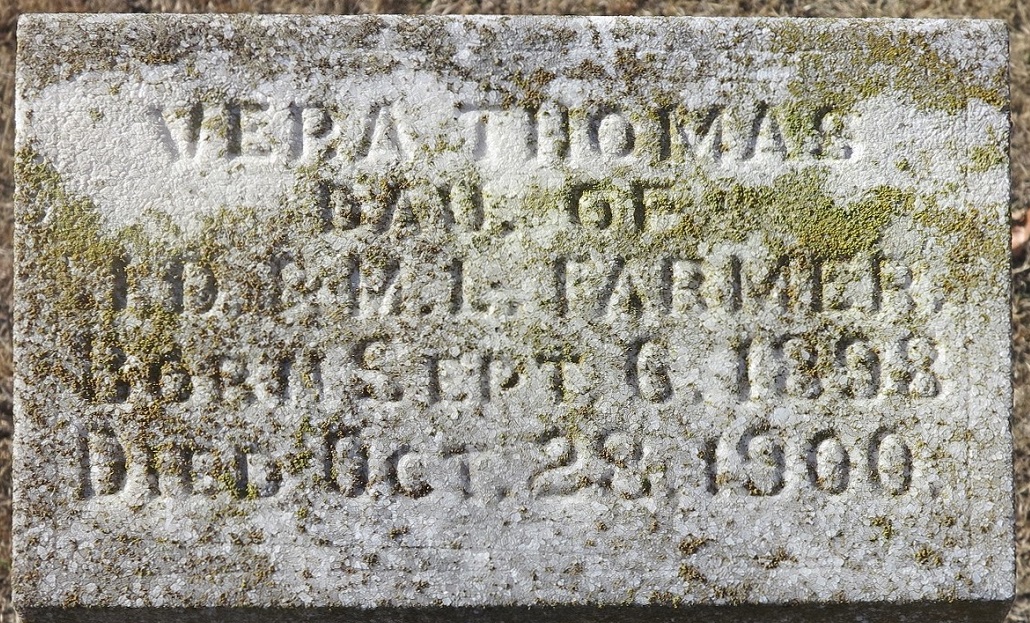 VERA THOMAS
DAU. OF
D. & M. L. FARMER,
BORN SEPT 6, 1898
DIED OCT. 28, 1900.